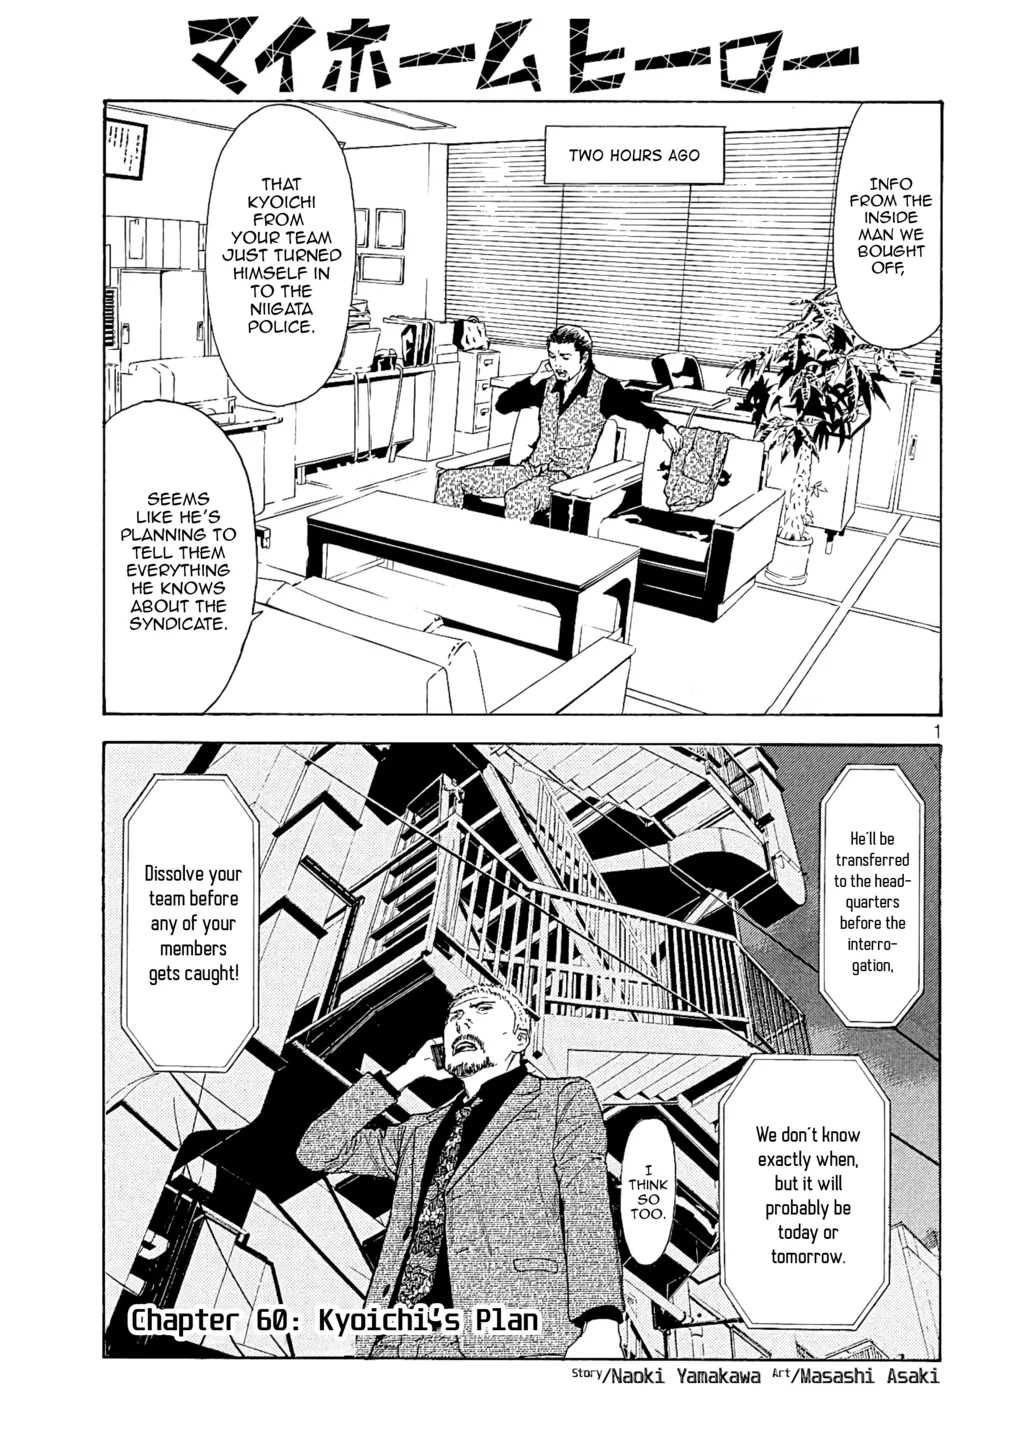 マイホームヒーロー
TWO HOURS AGO
INFO
FROM THE
INSIDE
MAN WE
BOUGHT
OFF,
THAT
KYOICHI
FROM
YOUR TEAM
JUST TURNED
HIMSELF IN
TO THE
NIIGATA
POLICE.
SEEMS
LIKE HE'S
PLANNING TO
TELL THEM
EVERYTHING
HE KNOWS
ABOUT THE
SYNDICATE.
1
He'll be
transferred
to the head-
quarters
before the
interro-
gation,
Dissolve your
team before
any of your
members
gets caught!
We don't know
exactly when,
but it will
probably be
today or
tomorrow.
I
THINK
SO
TOO.
Chapter 60: Kyoichi's Plan
Story/Naoki Yamakawa Art/Masashi Asaki